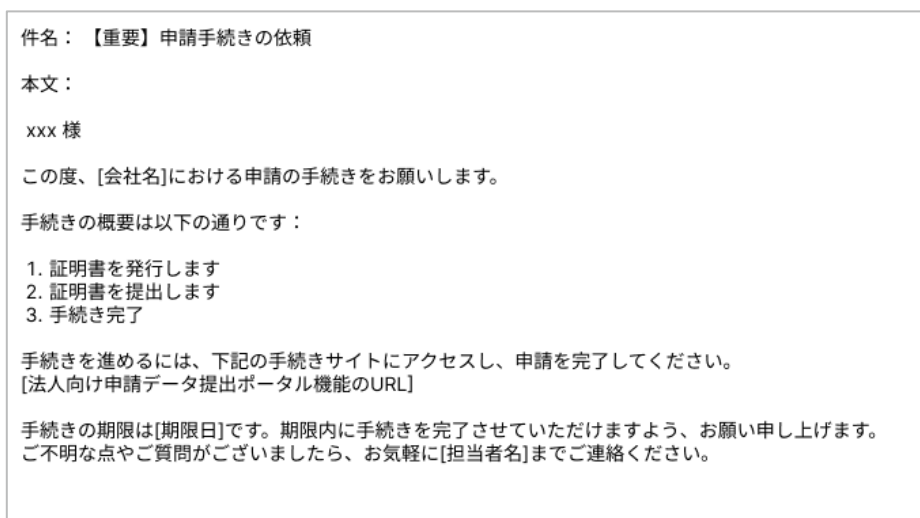 件名： 【重要】申請手続きの依頼
本文：
xxx 様
この度、[会社名]における申請の手続きをお願いします。
手続きの概要は以下の通りです：
1. 証明書を発行します
2. 証明書を提出します
3. 手続き完了
手続きを進めるには、下記の手続きサイトにアクセスし、申請を完了してください。
[法人向け申請データ提出ポータル機能のURL]
手続きの期限は[期限日]です。期限内に手続きを完了させていただけますよう、お願い申し上げます。
ご不明な点やご質問がございましたら、お気軽に[担当者名]までご連絡ください。